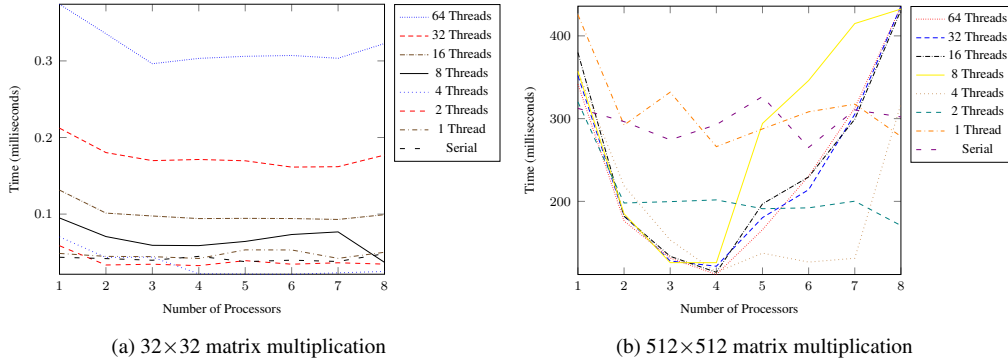 Time (milliseconds)
0.3
0.2
0.1
1 2 3 4 5 6 7 8
Number of Processors
64 Threads
32 Threads
16 Threads
8 Threads
4 Threads
2 Threads
1 Thread
Serial
(a) 32×32 matrix multiplication
Time (milliseconds)
400
300
200
1 2 3 4 5 6 7 8
Number of Processors
64 Threads
32 Threads
16 Threads
8 Threads
4 Threads
2 Threads
1 Thread
Serial
(b) 512×512 matrix multiplication